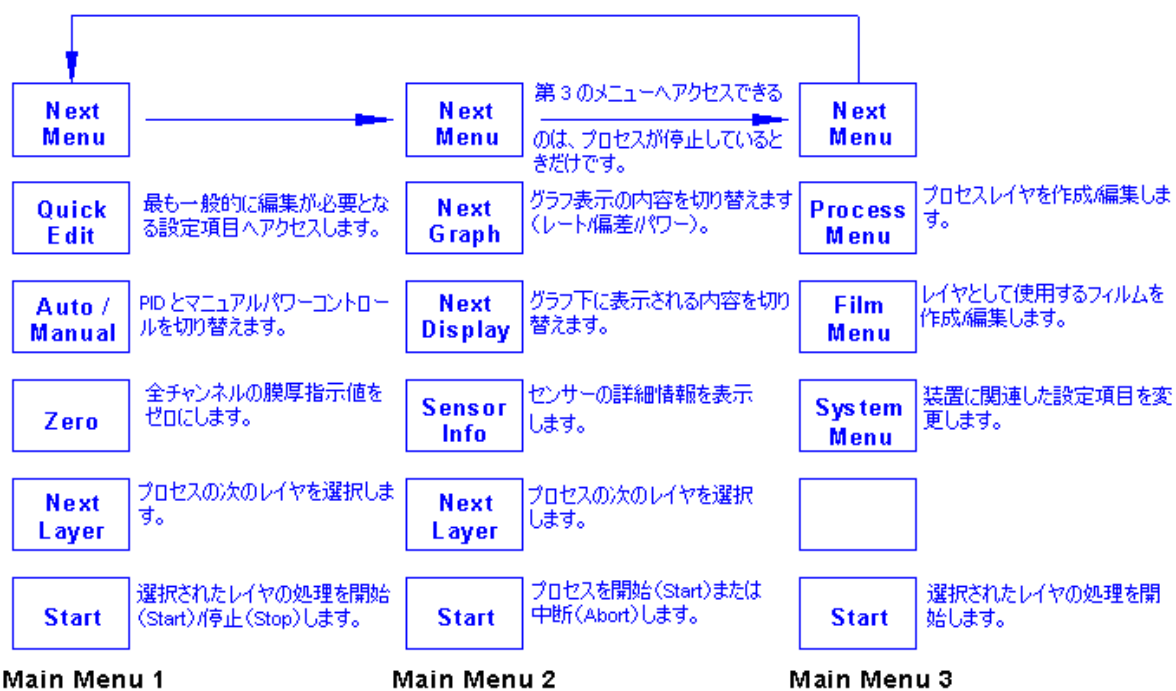 Next
Menu
Next
Menu
第3のメニューへアクセスできる
のは、プロセスが停止していると
きだけです。
Next
Menu
Quick
Edit
最も一般的に編集が必要とな
る設定項目へアクセスします。
Next
Graph
グラフ表示の内容を切り替えます
(レート/偏差/パワー)。
Process
Menu
プロセスレイヤを作成/編集しま
す。
Auto /
Manual
PIDとマニュアルパワーコントロー
ルを切り替えます。
Next
Display
グラフ下に表示される内容を切り
替えます。
Film
Menu
レイヤとして使用するフィルムを
作成/編集します。
Zero
全チャンネルの膜厚指示値を
ゼロにします。
Sensor
Info
センサーの詳細情報を表示
します。
System
Menu
装置に関連した設定項目を変
更します。
Next
Layer
プロセスの次のレイヤを選択しま
す。
Next
Layer
プロセスの次のレイヤを選択
します。
Start
選択されたレイヤの処理を開始
(Start)/停止(Stop)します。
Start
プロセスを開始(Start)または
中断(Abort)します。
Start
選択されたレイヤの処理を開
始します。
Main Menu 1
Main Menu 2
Main Menu 3